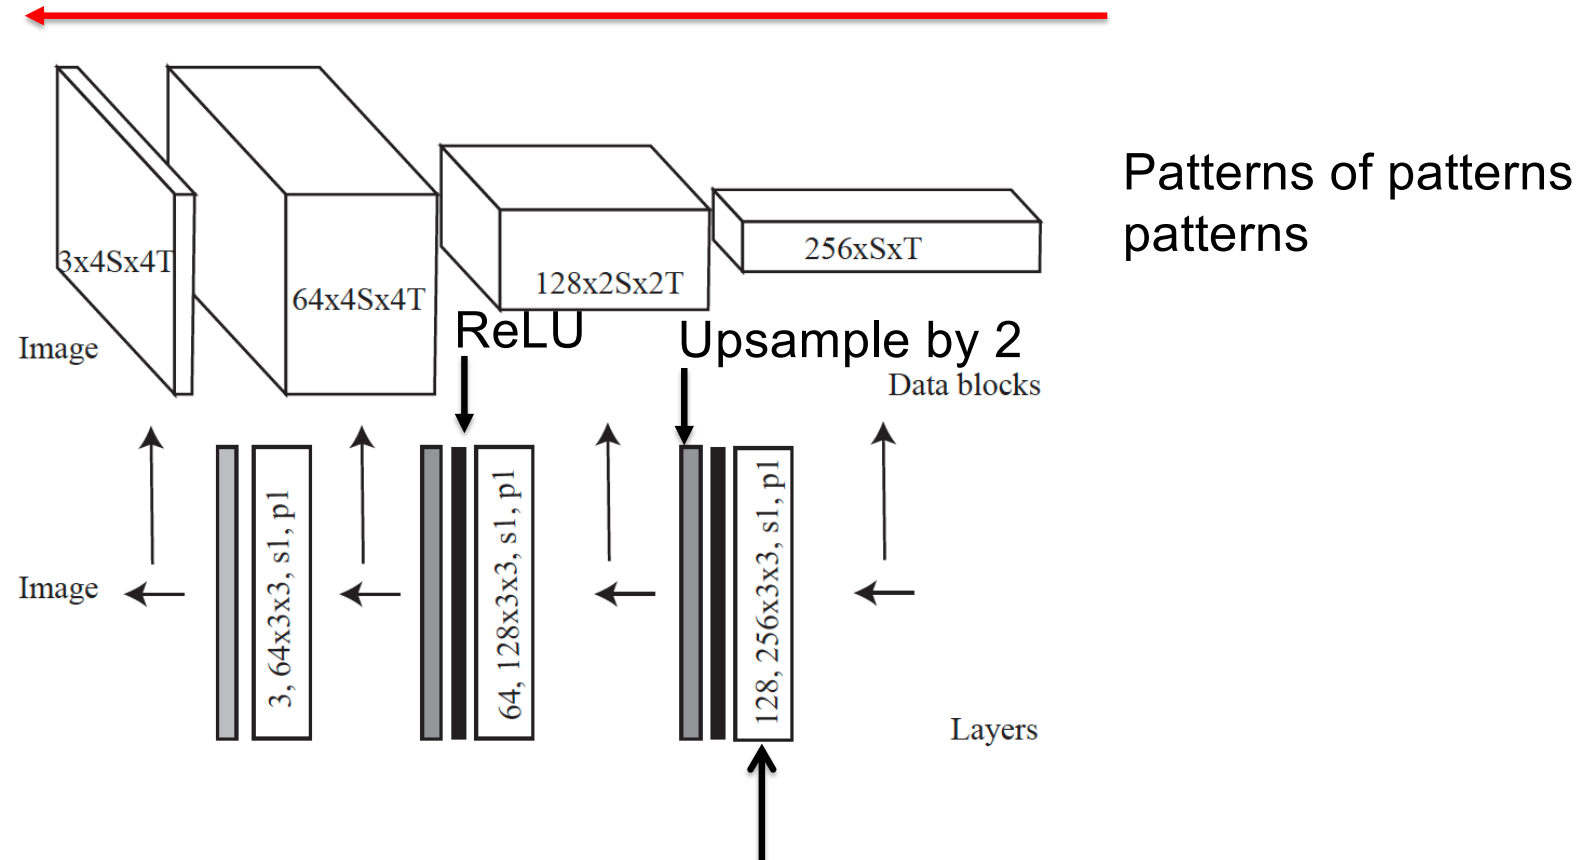 Patterns of patterns
patterns
3x4Sx4T
64x4Sx4T
128x2Sx2T
256xSxT
Image
ReLU
Upsample by 2
Data blocks
Image
3, 64x3x3, s1, p1
64, 128x3x3, s1, p1
128, 256x3x3, s1, p1
Layers